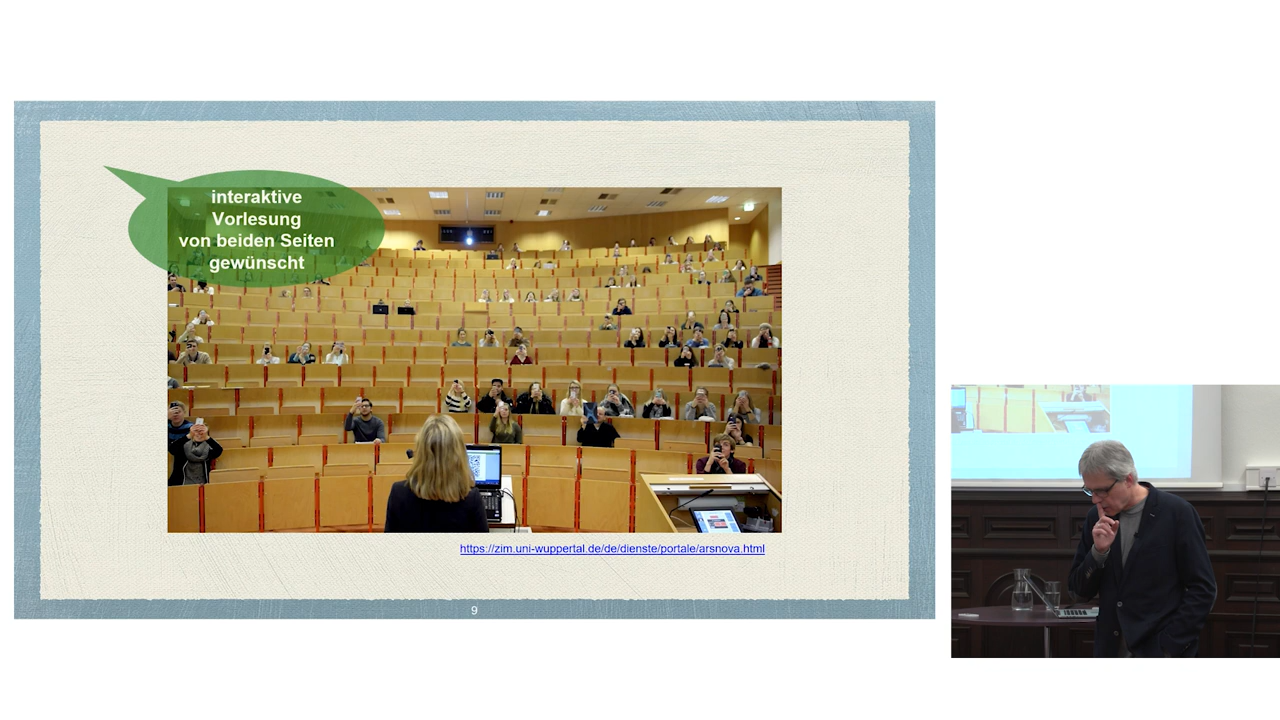 interaktive
Vorlesung
von beiden Seiten
gewünscht
https://zim.uni-wuppertal.de/de/dienste/portale/arsnova.html
9